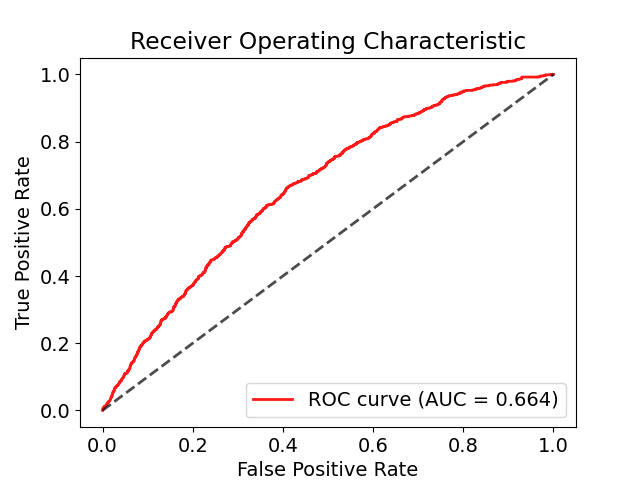 Receiver Operating Characteristic
1.0
0.8
0.6
0.4
0.2
0.0
True Positive Rate
ROC curve (AUC = 0.664)
0.0 0.2 0.4 0.6 0.8 1.0
False Positive Rate